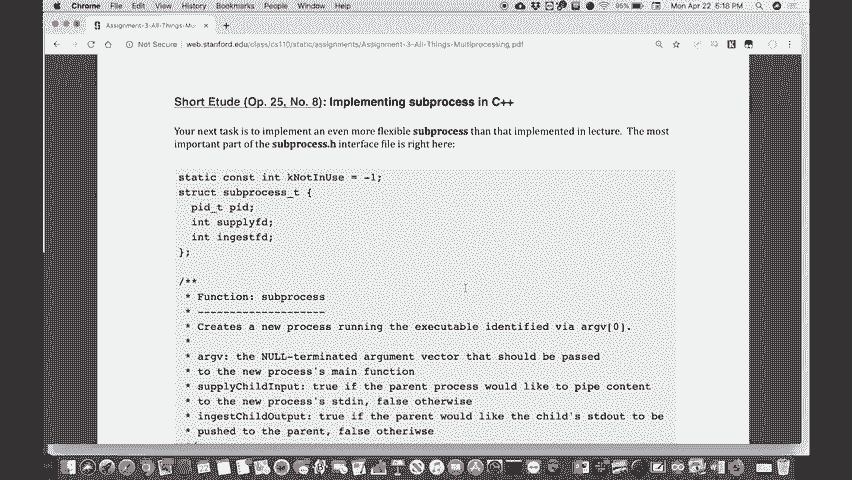 Chrome File Edit View History Bookmarks People Window Help
95% Mon Apr 22 6:18 PM
Assignment-3-All-Things-Mu
Not Secure web.stanford.edu/class/cs110/static/assignments/Assignment-3-All-Things-Multiprocessing.pdf
Short Etude (Op. 25, No. 8): Implementing subprocess in C++
Your next task is to implement an even more flexible subprocess than that implemented in lecture. The most
important part of the subprocess.h interface file is right here:
static const int kNotInUse = -1;
struct subprocess_t {
pid_t pid;
int supplyfd;
int ingestfd;
};
/**
* Function: subprocess
* --------------------
* Creates a new process running the executable identified via argv[0].
*
* argv: the NULL-terminated argument vector that should be passed
* to the new process's main function
* supplyChildInput: true if the parent process would like to pipe content
* to the new process's stdin, false otherwise
* ingestChildOutput: true if the parent would like the child's stdout to be
* pushed to the parent, false otheriwse